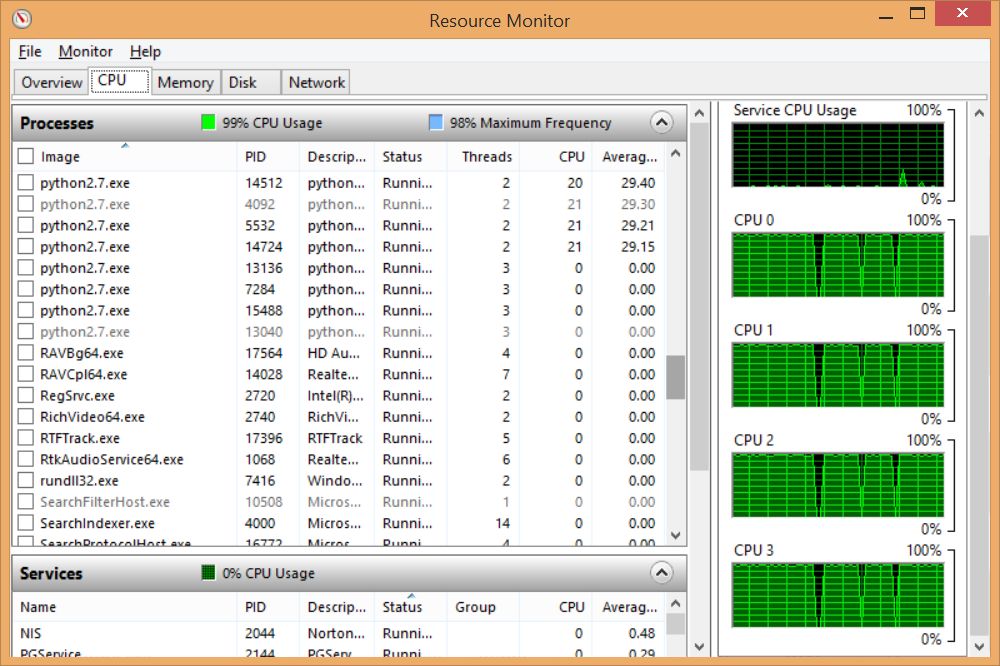 Resource Monitor
File Monitor Help
Overview CPU Memory Disk Network
Processes 99% CPU Usage 98% Maximum Frequency
Image PID Descrip... Status Threads CPU Averag...
python2.7.exe 14512 python... Runni... 2 20 29.40
python2.7.exe 4092 python... Runni... 2 21 29.30
python2.7.exe 5532 python... Runni... 2 21 29.21
python2.7.exe 14724 python... Runni... 2 21 29.15
python2.7.exe 13136 python... Runni... 3 0 0.00
python2.7.exe 7284 python... Runni... 3 0 0.00
python2.7.exe 15488 python... Runni... 3 0 0.00
python2.7.exe 13040 python... Runni... 3 0 0.00
RAVBg64.exe 17564 HD Au... Runni... 4 0 0.00
RAVCpl64.exe 14028 Realte... Runni... 7 0 0.00
RegSrvc.exe 2720 Intel(R)... Runni... 2 0 0.00
RichVideo64.exe 2740 RichVi... Runni... 2 0 0.00
RTFTrack.exe 17396 RTFTrack Runni... 5 0 0.00
RtkAudioService64.exe 1068 Realte... Runni... 6 0 0.00
rundll32.exe 7416 Windo... Runni... 2 0 0.00
SearchFilterHost.exe 10508 Micros... Runni... 1 0 0.00
SearchIndexer.exe 4000 Micros... Runni... 14 0 0.00
SearchProtocolHost.exe 16772 Micros... Runni... 4 0 0.00
Services 0% CPU Usage
Name PID Descrip... Status Group CPU Averag...
NIS 2044 Norton... Runni... 0 0.48
PGService 2144 PGServ... Runni... 0 0.29
Service CPU Usage 100%
0%
CPU 0 100%
0%
CPU 1 100%
0%
CPU 2 100%
0%
CPU 3 100%
0%